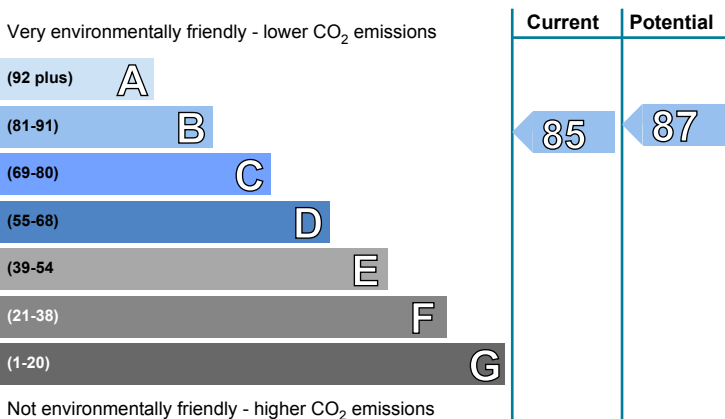 Very environmentally friendly - lower CO₂ emissions
Current Potential
(92 plus) A
(81-91) B
85 87
(69-80) C
(55-68) D
(39-54 E
(21-38) F
(1-20) G
Not environmentally friendly - higher CO₂ emissions